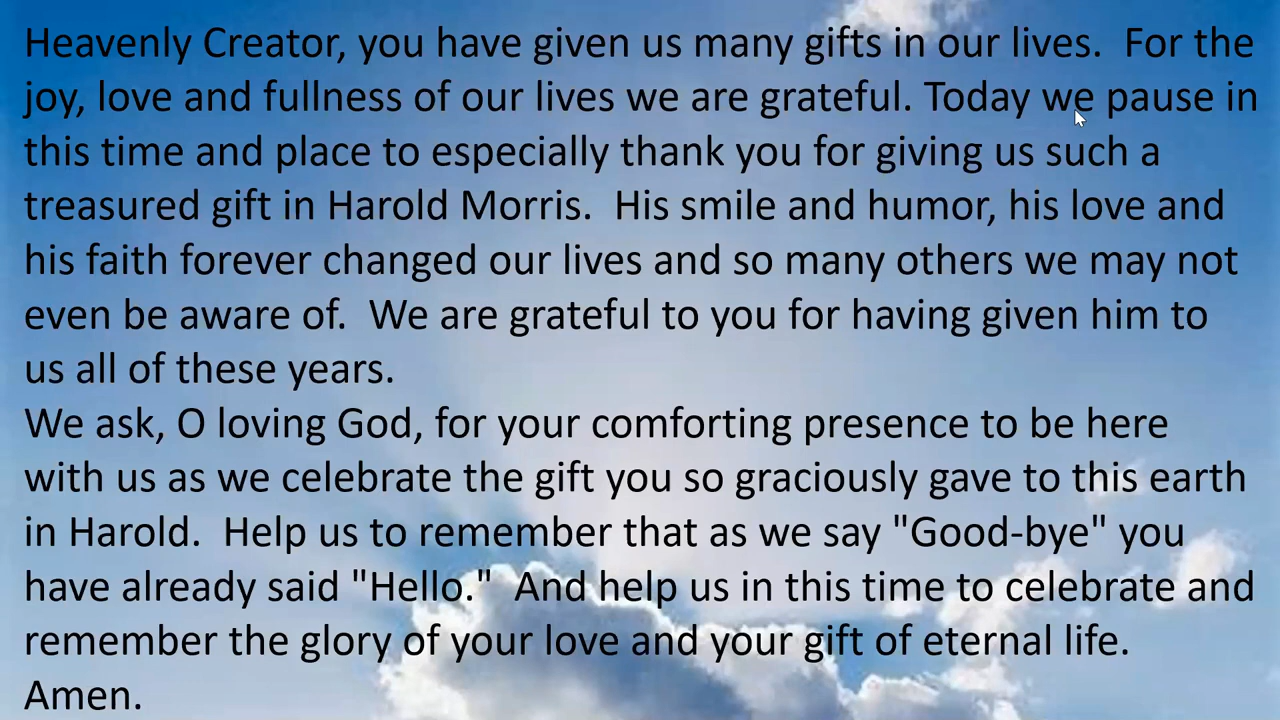 Heavenly Creator, you have given us many gifts in our lives.  For the
joy, love and fullness of our lives we are grateful. Today we pause in
this time and place to especially thank you for giving us such a
treasured gift in Harold Morris.  His smile and humor, his love and
his faith forever changed our lives and so many others we may not
even be aware of.  We are grateful to you for having given him to
us all of these years.
We ask, O loving God, for your comforting presence to be here
with us as we celebrate the gift you so graciously gave to this earth
in Harold.  Help us to remember that as we say "Good-bye" you
have already said "Hello."  And help us in this time to celebrate and
remember the glory of your love and your gift of eternal life.
Amen.